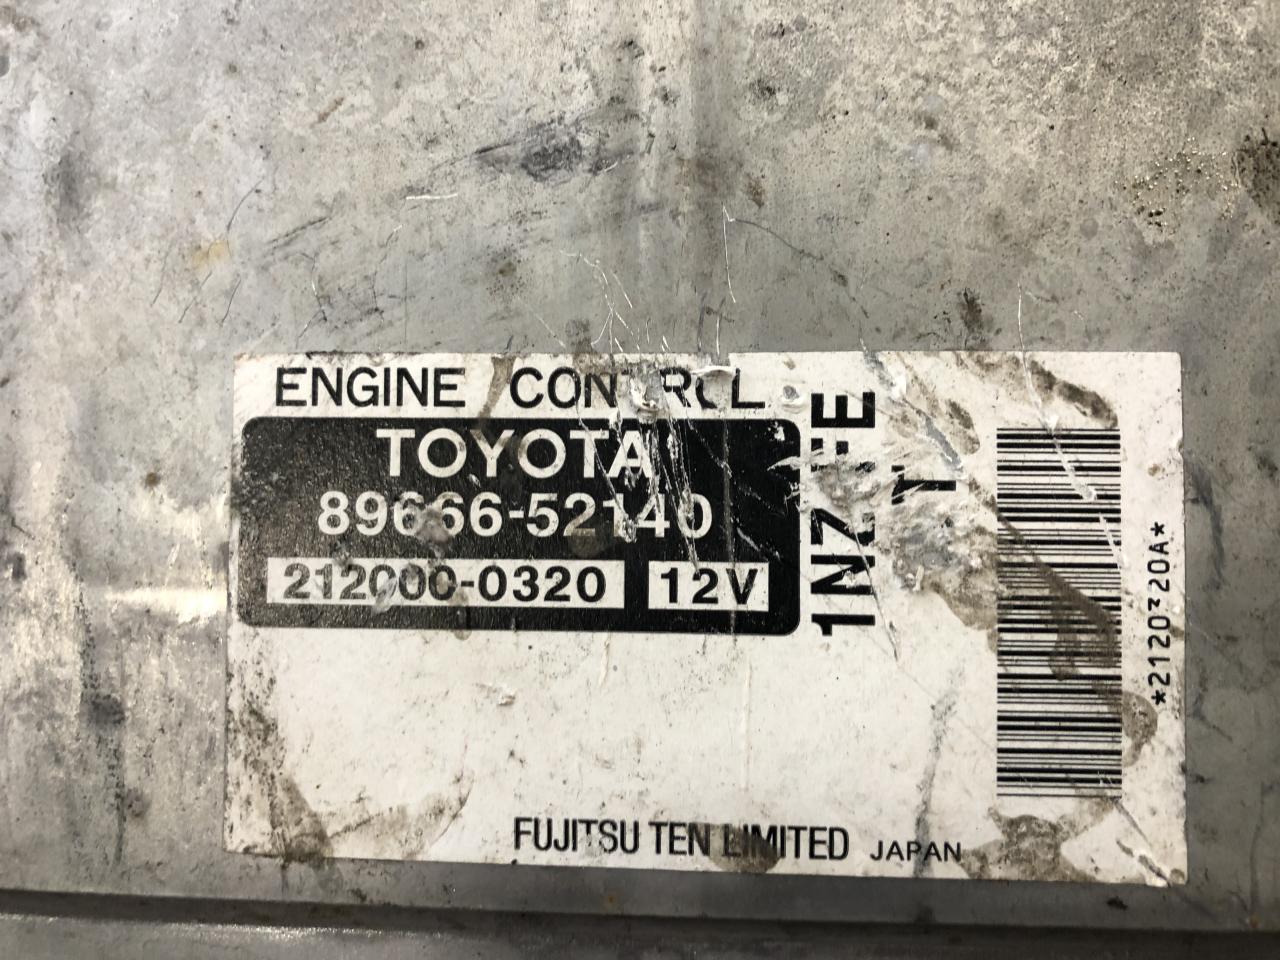 ENGINE CONTROL
TOYOTA
89666-52140
212000-0320 12V
1NZ-FE
T
FUJITSU TEN LIMITED JAPAN